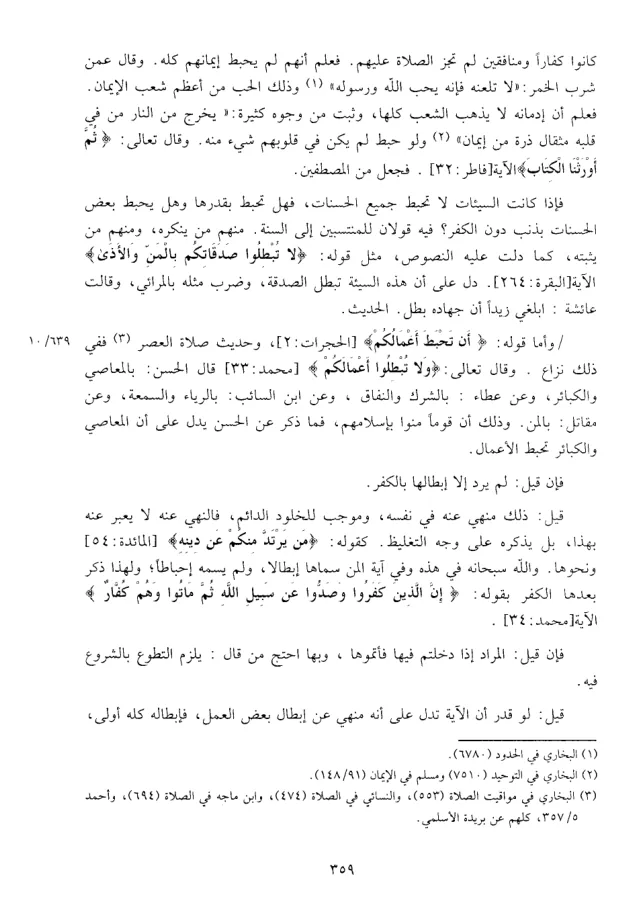 كانوا كفاراً ومنافقين لم تجز الصلاة عليهم. فعلم أنهم لم يحبط إيمانهم كله. وقال عمن
شرب الخمر: «لا تلعنه فإنه يحب اللّه ورسوله» (١) وذلك الحب من أعظم شعب الإيمان.
فعلم أن إدمانه لا يذهب الشعب كلها، وثبت من وجوه كثيرة: « يخرج من النار من في
قلبه مثقال ذرة من إيمان» (٢) ولو حبط لم يكن في قلوبهم شيء منه. وقال تعالى: ﴿ ثُمَّ
أَوْرَثْنَا الْكِتَابَ﴾الآية[فاطر:٣٢] . فجعل من المصطفين.
فإذا كانت السيئات لا تحبط جميع الحسنات، فهل تحبط بقدرها وهل يحبط بعض
الحسنات بذنب دون الكفر؟ فيه قولان للمنتسبين إلى السنة. منهم من ينكره، ومنهم من
يثبته، كما دلت عليه النصوص، مثل قوله: ﴿لا تُبْطِلُوا صَدَقَاتِكُم بِالْمَنِّ وَالأَذَىٰ﴾
الآية[البقرة:٢٦٤]. دل على أن هذه السيئة تبطل الصدقة، وضرب مثله بالمرائي، وقالت
عائشة : ابلغي زيداً أن جهاده بطل. الحديث.
/ وأما قوله: ﴿ أَن تَحْبَطَ أَعْمَالُكُمْ﴾ [الحجرات:٢]، وحديث صلاة العصر (٣) ففي ١٠/٦٣٩
ذلك نزاع . وقال تعالى: ﴿وَلا تُبْطِلُوا أَعْمَالَكُمْ ﴾ [محمد:٣٣] قال الحسن: بالمعاصي
والكبائر، وعن عطاء : بالشرك والنفاق ، وعن ابن السائب: بالرياء والسمعة، وعن
مقاتل: بالمن. وذلك أن قوماً منوا بإسلامهم، فما ذكر عن الحسن يدل على أن المعاصي
والكبائر تحبط الأعمال.
فإن قيل: لم يرد إلا إبطالها بالكفر.
قيل: ذلك منهي عنه في نفسه، وموجب للخلود الدائم، فالنهي عنه لا يعبر عنه
بهذا، بل يذكره على وجه التغليظ. كقوله: ﴿مَن يَرْتَدَّ مِنكُمْ عَن دِينِهِ﴾ [المائدة:٥٤]
ونحوها. واللّه سبحانه في هذه وفي آية المن سماها إبطالا، ولم يسمه إحباطاً؛ ولهذا ذكر
بعدها الكفر بقوله: ﴿ إِنَّ الَّذِينَ كَفَرُوا وَصَدُّوا عَن سَبِيلِ اللَّهِ ثُمَّ مَاتُوا وَهُمْ كُفَّارٌ ﴾
الآية[محمد:٣٤] .
فإن قيل: المراد إذا دخلتم فيها فأتموها ، وبها احتج من قال : يلزم التطوع بالشروع
فيه.
قيل: لو قدر أن الآية تدل على أنه منهي عن إبطال بعض العمل، فإبطاله كله أولى،
(١) البخاري في الحدود (٦٧٨٠).
(٢) البخاري في التوحيد (٧٥١٠) ومسلم في الإيمان (١٤٨/٩١).
(٣) البخاري في مواقيت الصلاة (٥٥٣)، والنسائي في الصلاة (٤٧٤)، وابن ماجه في الصلاة (٦٩٤)، وأحمد
٥/ ٣٥٧، كلهم عن بريدة الأسلمي.
٣٥٩